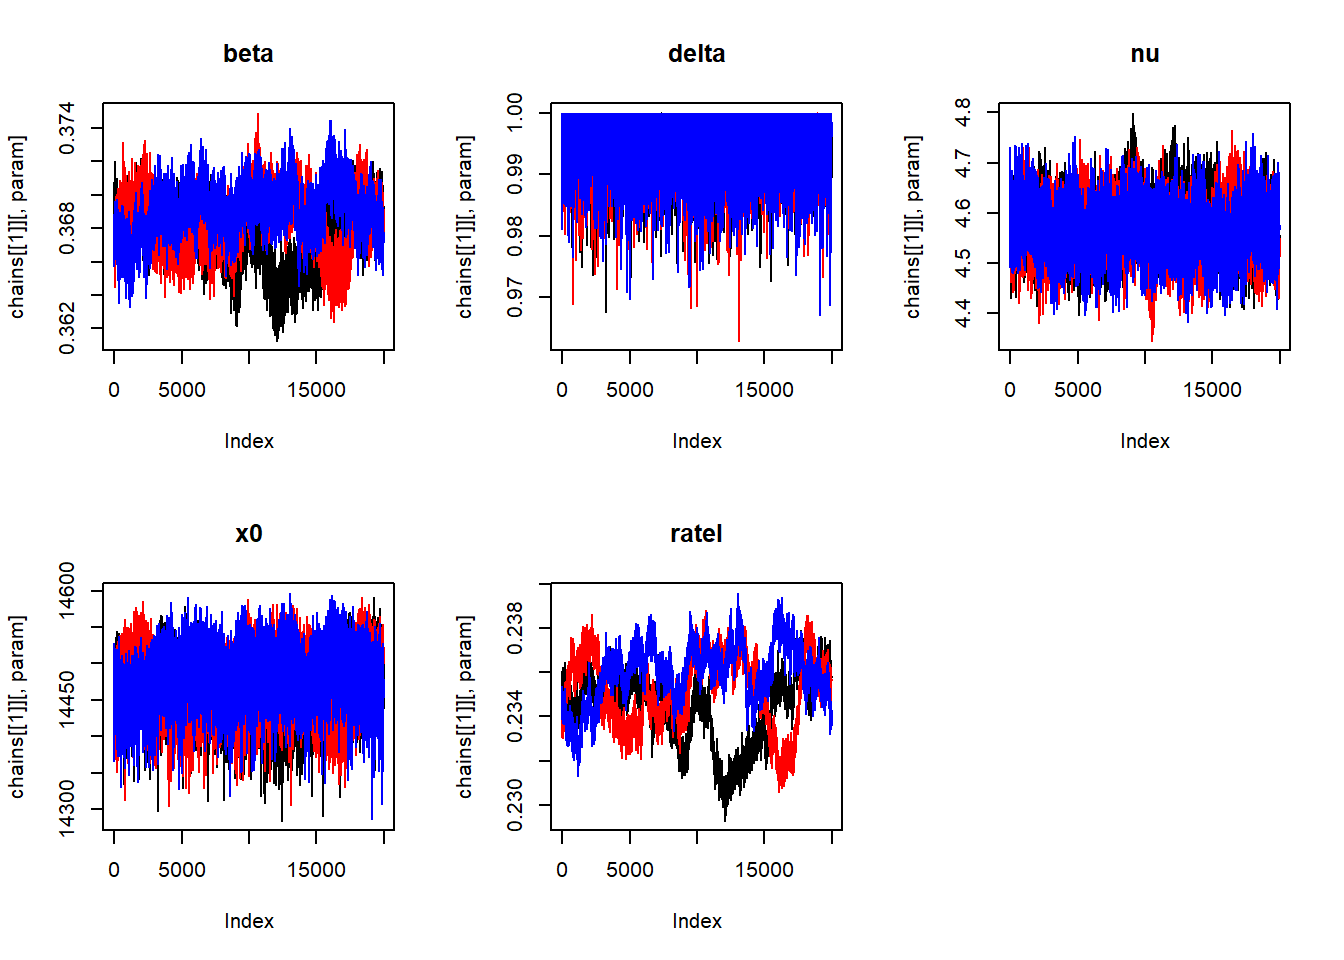 beta
chains[[1]][, param]
0.374
0.368
0.362
0
5000
15000
Index
delta
chains[[1]][, param]
1.00
0.99
0.98
0.97
0
5000
15000
Index
nu
chains[[1]][, param]
4.8
4.7
4.6
4.5
4.4
0
5000
15000
Index
x0
chains[[1]][, param]
14600
14450
14300
0
5000
15000
Index
ratel
chains[[1]][, param]
0.238
0.234
0.230
0
5000
15000
Index